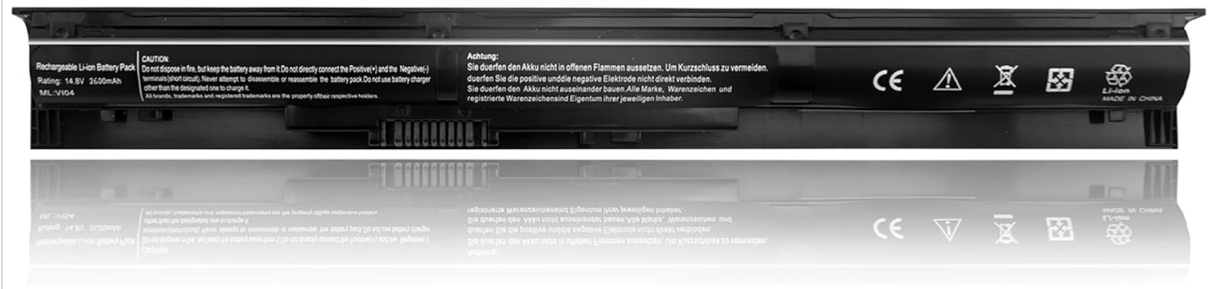 Rechargeable Li-ion Battery Pack
Rating: 14.8V 2600mAh
ML:VI04
CAUTION:
Do not dispose in fire, but keep the battery away from it.Do not directly connect the Positive(+) and the Negative(-)
terminals(short circuit). Never attempt to disassemble or reassemble the battery pack.Do not use battery charger
other than the designated one to charge it.
All brands, trademarks and registered trademarks are the property oftheir respective holders.
Achtung:
Sie duerfen den Akku nicht in offenen Flammen aussetzen. Um Kurzschluss zu vermeiden.
duerfen Sie die positive unddie negative Elektrode nicht direkt verbinden.
Sie duerfen den Akku nicht auseinander bauen.Alle Marke, Warenzeichen und
registrierte Warenzeichensind Eigentum ihrer jeweiligen Inhaber.
CE
Li-ion
MADE IN CHINA